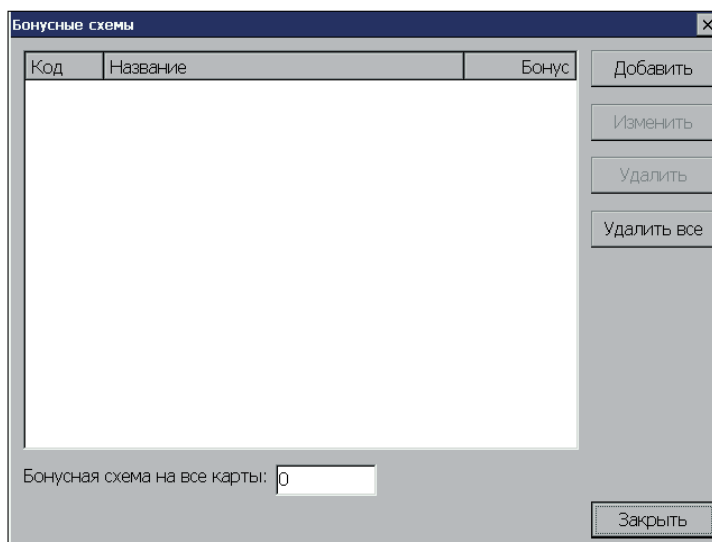 Бонусные схемы
Код Название Бонус
Добавить
Изменить
Удалить
Удалить все
Бонусная схема на все карты: 0
Закрыть